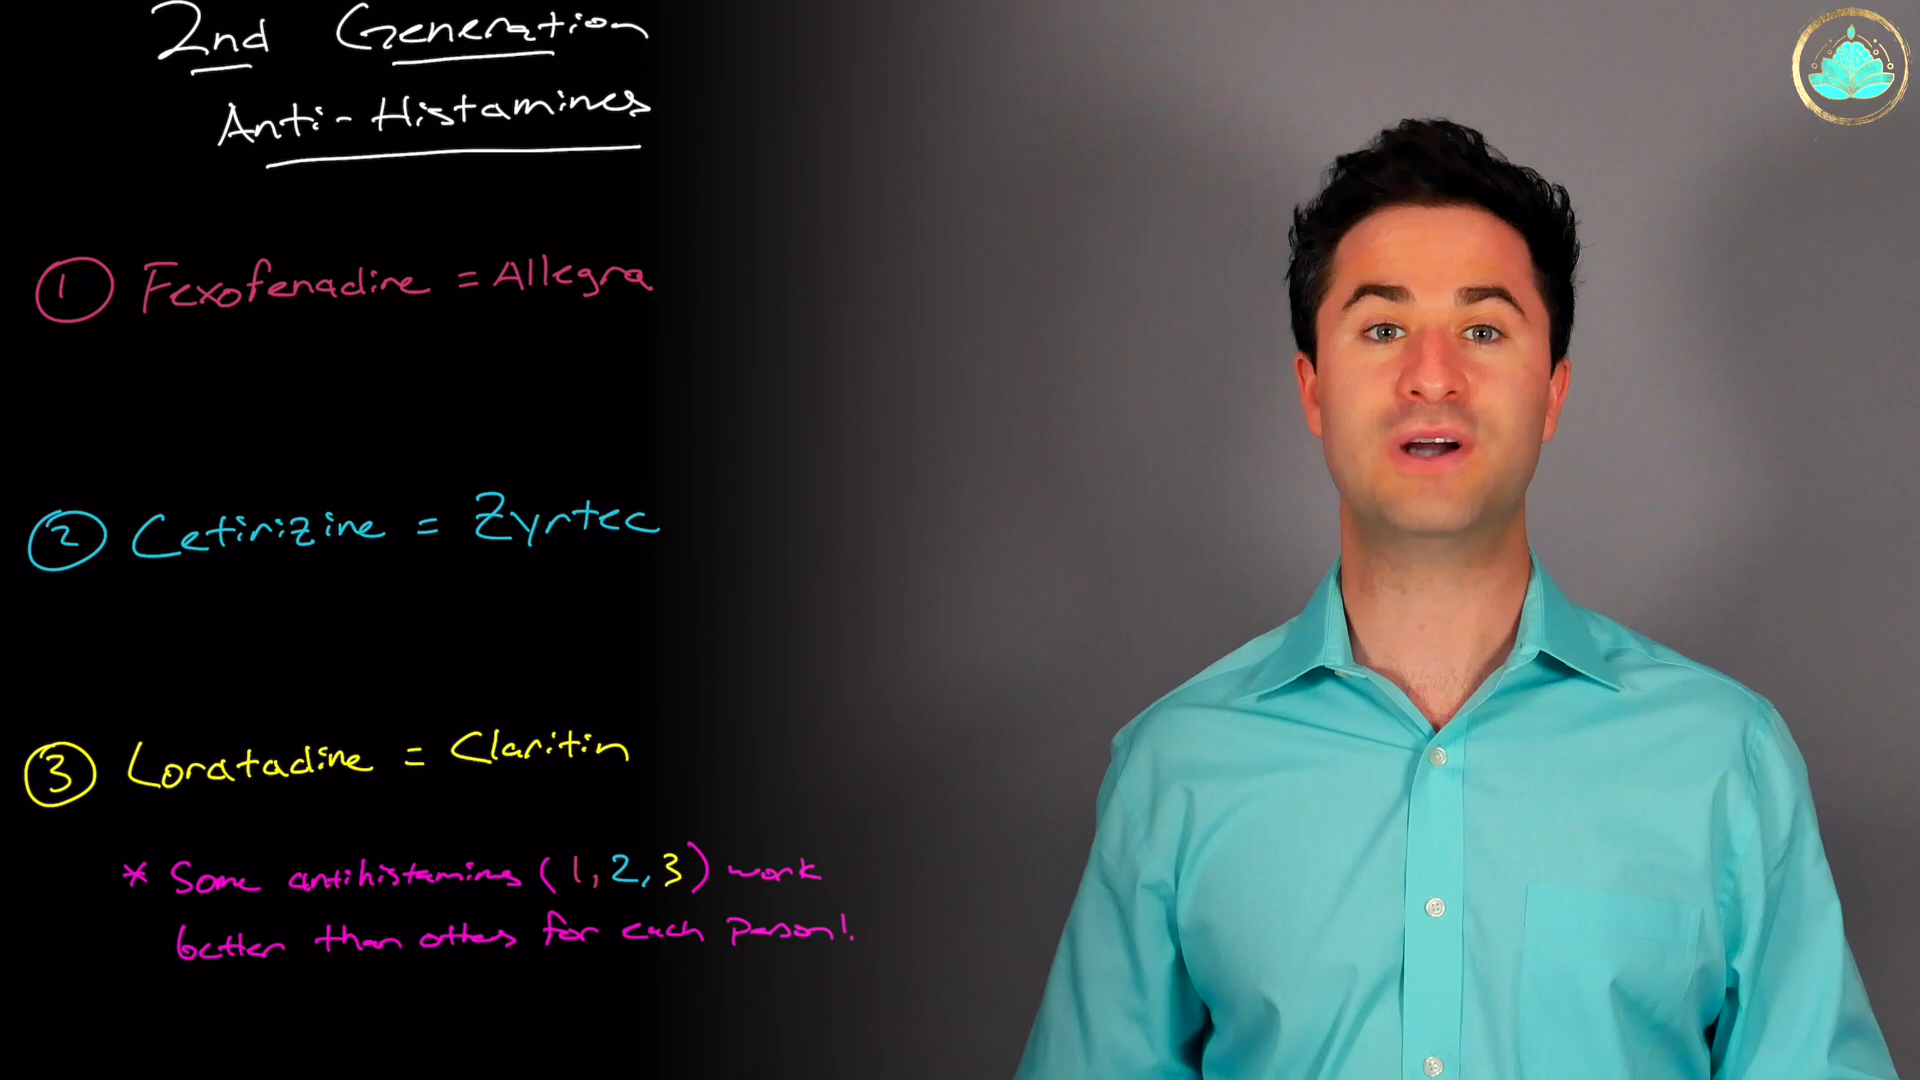 2nd Generation
Anti-Histamines
1 Fexofenadine = Allegra
2 Cetirizine = Zyrtec
3 Loratadine = Claritin
* Some antihistamines (1, 2, 3) work
better than others for each person!